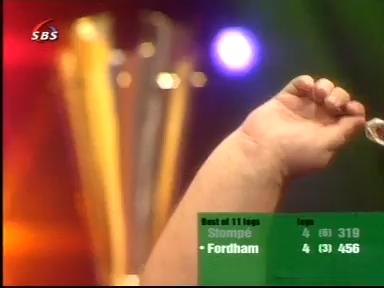 SBS
Best of 11 legs legs
Stompé 4 (6) 319
• Fordham 4 (3) 456